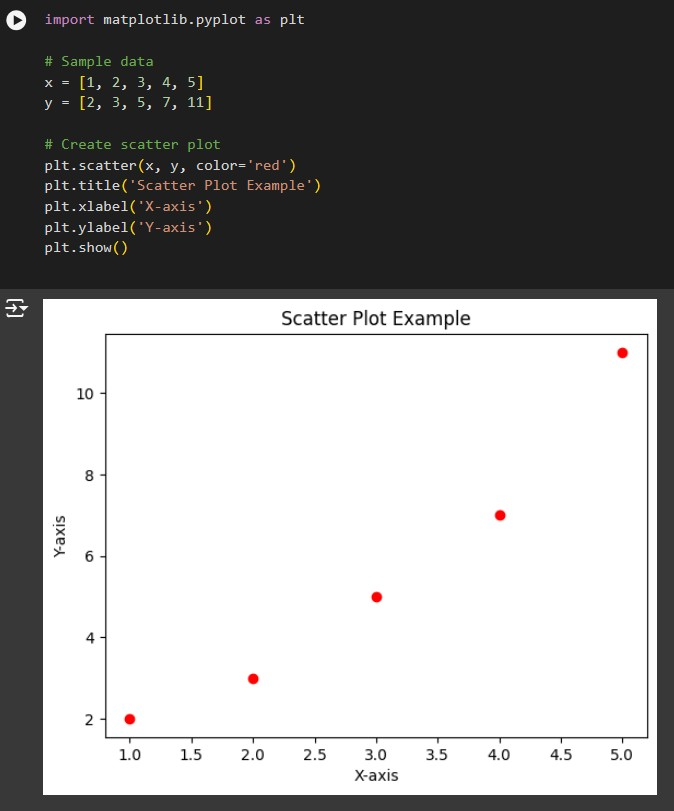 import matplotlib.pyplot as plt
# Sample data
x = [1, 2, 3, 4, 5]
y = [2, 3, 5, 7, 11]
# Create scatter plot
plt.scatter(x, y, color='red')
plt.title('Scatter Plot Example')
plt.xlabel('X-axis')
plt.ylabel('Y-axis')
plt.show()
Scatter Plot Example
10
8
6
4
2
Y-axis
1.0 1.5 2.0 2.5 3.0 3.5 4.0 4.5 5.0
X-axis